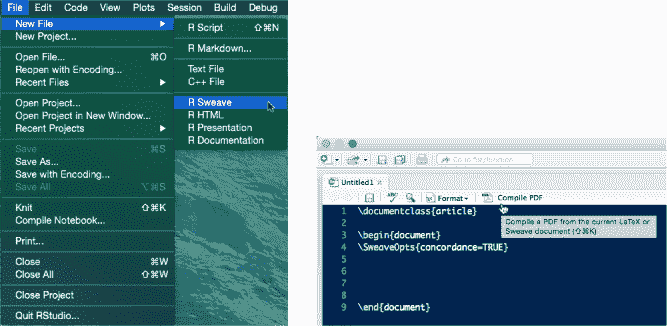 File Edit Code View Plots Session Build Debug
New File
New Project...
Open File... ⌘O
Reopen with Encoding...
Recent Files
Open Project...
Open Project in New Window...
Recent Projects
Save ⌘S
Save As...
Save with Encoding...
Save All ⌥⌘S
Knit ⇧⌘K
Compile Notebook...
Print...
Close ⌘W
Close All ⇧⌘W
Close Project
Quit RStudio...
R Script ⇧⌘N
R Markdown...
Text File
C++ File
R Sweave
R HTML
R Presentation
R Documentation
Go to file/function
Untitled1
Format Compile PDF
Compile a PDF from the current LaTeX or
Sweave document (⇧⌘K)
1 \documentclass{article}
2
3 \begin{document}
4 \SweaveOpts{concordance=TRUE}
5
6
7
8
9 \end{document}